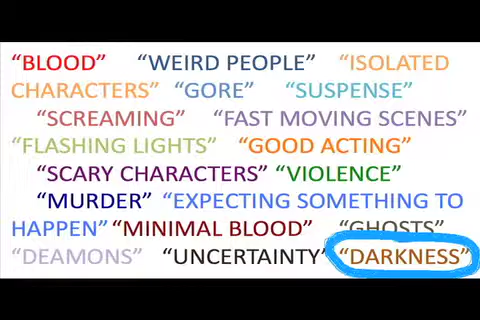 “BLOOD” “WEIRD PEOPLE” “ISOLATED
CHARACTERS” “GORE” “SUSPENSE”
“SCREAMING” “FAST MOVING SCENES”
“FLASHING LIGHTS” “GOOD ACTING”
“SCARY CHARACTERS” “VIOLENCE”
“MURDER” “EXPECTING SOMETHING TO
HAPPEN” “MINIMAL BLOOD” “GHOSTS”
“DEAMONS” “UNCERTAINTY” “DARKNESS”